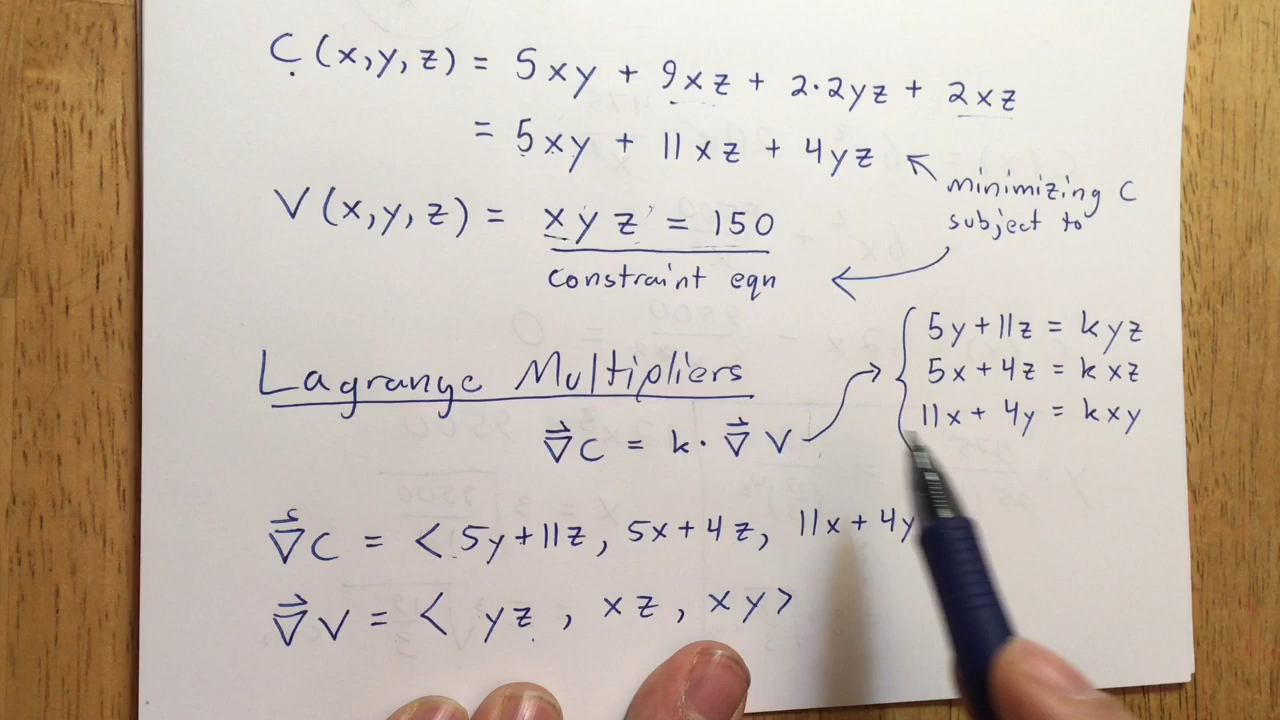 C(x,y,z) = 5xy + 9xz + 2·2yz + 2xz
= 5xy + 11xz + 4yz
minimizing C
subject to
V(x,y,z) = xyz = 150
constraint eqn
Lagrange Multipliers
∇⃗C = k·∇⃗V
5y+11z = kyz
5x+4z = kxz
11x+4y = kxy
∇⃗C = <5y+11z, 5x+4z, 11x+4y
∇⃗V = <yz, xz, xy>